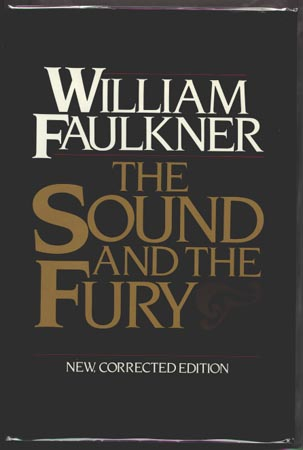 WILLIAM
FAULKNER
THE
SOUND
AND THE
FURY
NEW, CORRECTED EDITION